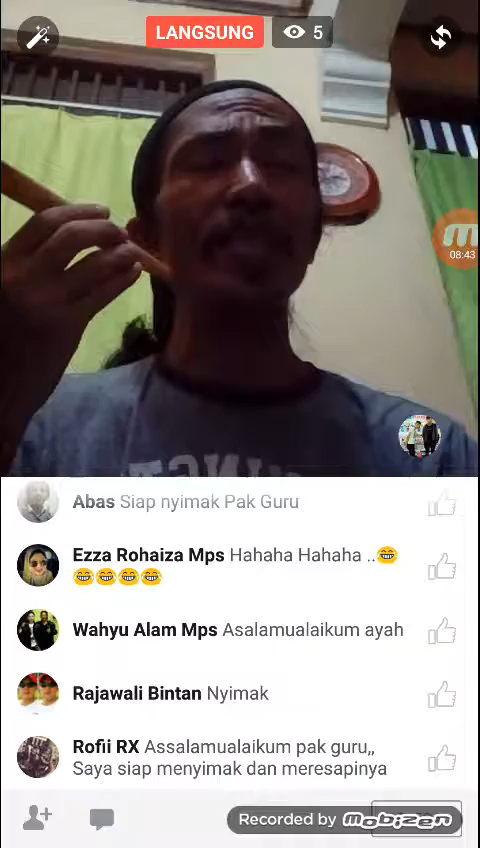 LANGSUNG 5
08:43
Abas Siap nyimak Pak Guru
Ezza Rohaiza Mps Hahaha Hahaha ..😂
😂😂😂😂
Wahyu Alam Mps Asalamualaikum ayah
Rajawali Bintan Nyimak
Rofii RX Assalamualaikum pak guru,,
Saya siap menyimak dan meresapinya
Recorded by mobizen